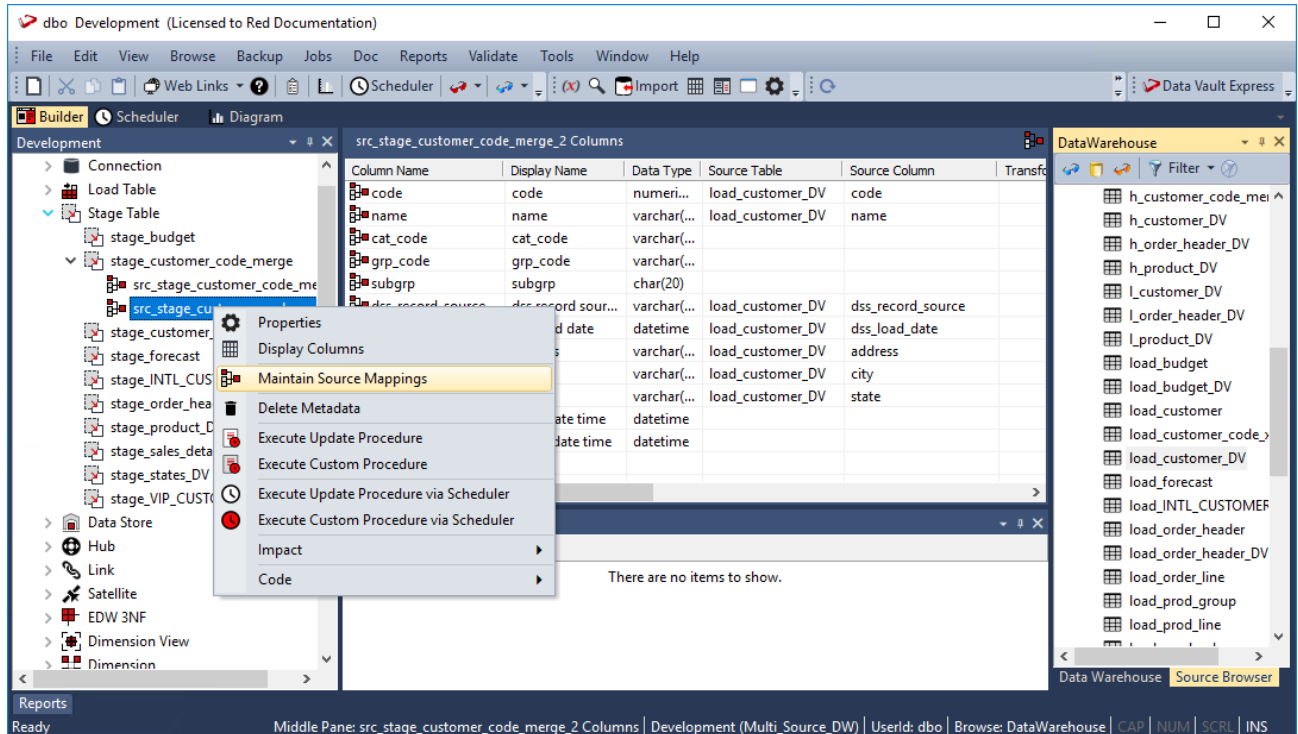 dbo Development (Licensed to Red Documentation)
File Edit View Browse Backup Jobs Doc Reports Validate Tools Window Help
Web Links Scheduler (x) Import Data Vault Express
Builder Scheduler Diagram
Development
Connection
Load Table
Stage Table
stage_budget
stage_customer_code_merge
src_stage_customer_code_me
src_stage_cu
stage_customer_
stage_forecast
stage_INTL_CUS
stage_order_hea
stage_product_D
stage_sales_deta
stage_states_DV
stage_VIP_CUST
Data Store
Hub
Link
Satellite
EDW 3NF
Dimension View
Dimension
src_stage_customer_code_merge_2 Columns
Column Name Display Name Data Type Source Table Source Column Transfo
code code numeri... load_customer_DV code
name name varchar(... load_customer_DV name
cat_code cat_code varchar(...
grp_code grp_code varchar(...
subgrp subgrp char(20)
dss_record_source dss record sour... varchar(... load_customer_DV dss_record_source
d date datetime load_customer_DV dss_load_date
varchar(... load_customer_DV address
varchar(... load_customer_DV city
varchar(... load_customer_DV state
ate time datetime
date time datetime
Properties
Display Columns
Maintain Source Mappings
Delete Metadata
Execute Update Procedure
Execute Custom Procedure
Execute Update Procedure via Scheduler
Execute Custom Procedure via Scheduler
Impact
Code
There are no items to show.
DataWarehouse
Filter
h_customer_code_mer
h_customer_DV
h_order_header_DV
h_product_DV
l_customer_DV
l_order_header_DV
l_product_DV
load_budget
load_budget_DV
load_customer
load_customer_code_x
load_customer_DV
load_forecast
load_INTL_CUSTOMER
load_order_header
load_order_header_DV
load_order_line
load_prod_group
load_prod_line
Data Warehouse Source Browser
Reports
Ready Middle Pane: src_stage_customer_code_merge_2 Columns Development (Multi_Source_DW) UserId: dbo Browse: DataWarehouse CAP NUM SCRL INS